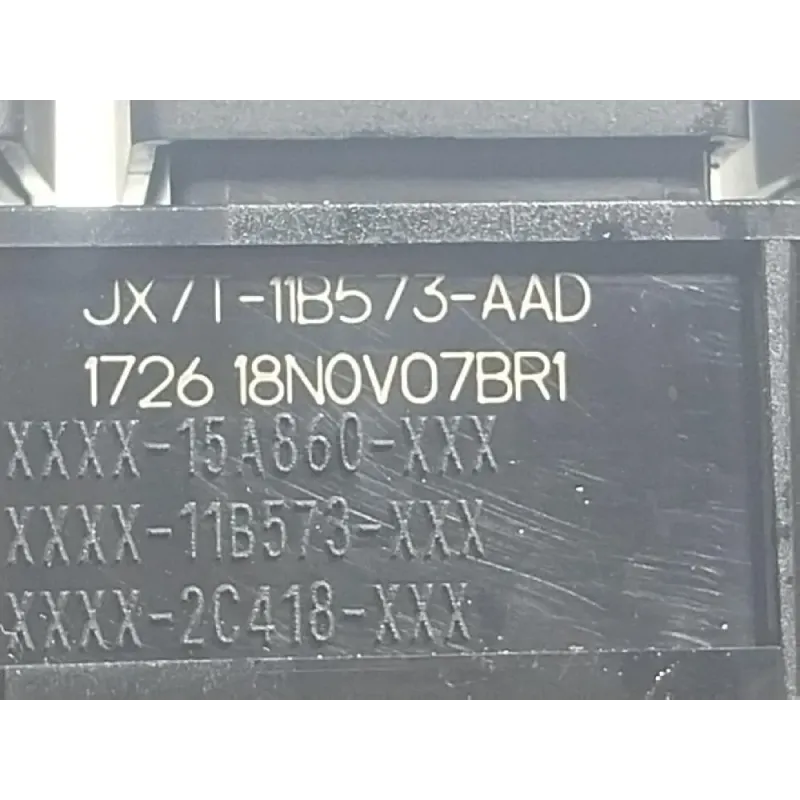 JX7T-11B573-AAD
1726 18NOV07BR1
XXXX-15A860-XXX
XXXX-11B573-XXX
XXXX-2C418-XXX